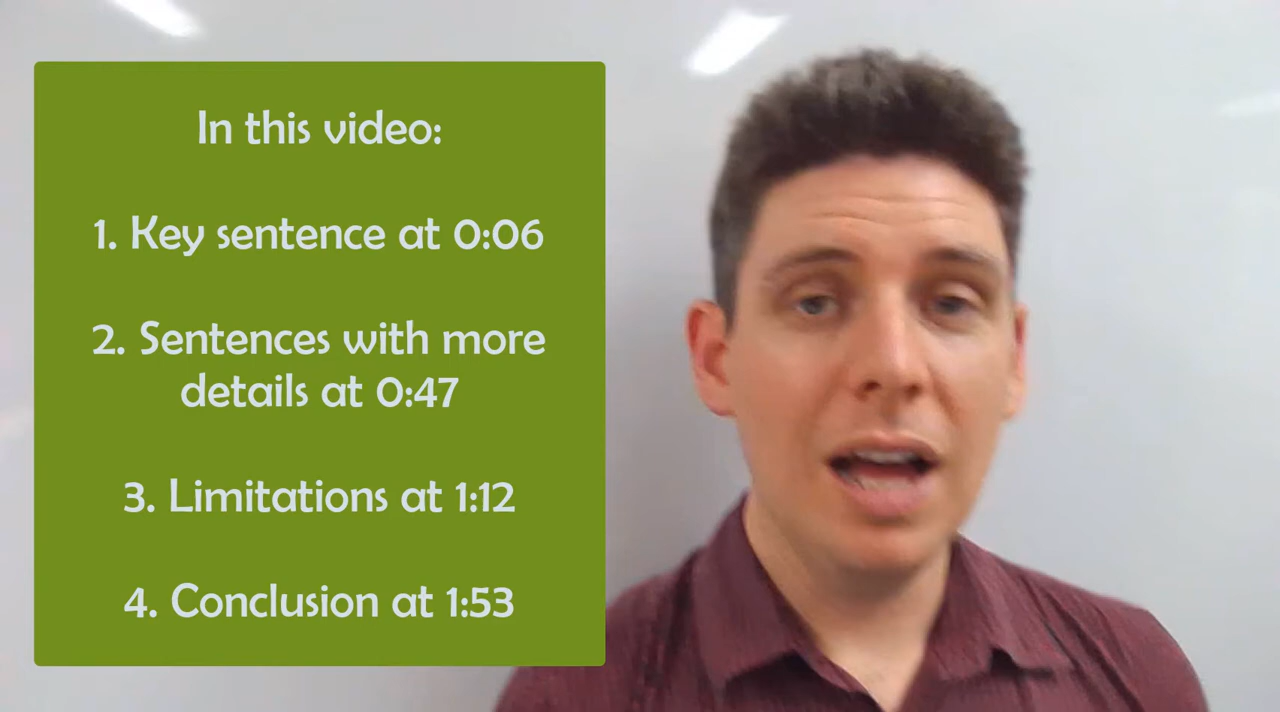 In this video:
1. Key sentence at 0:06
2. Sentences with more
details at 0:47
3. Limitations at 1:12
4. Conclusion at 1:53